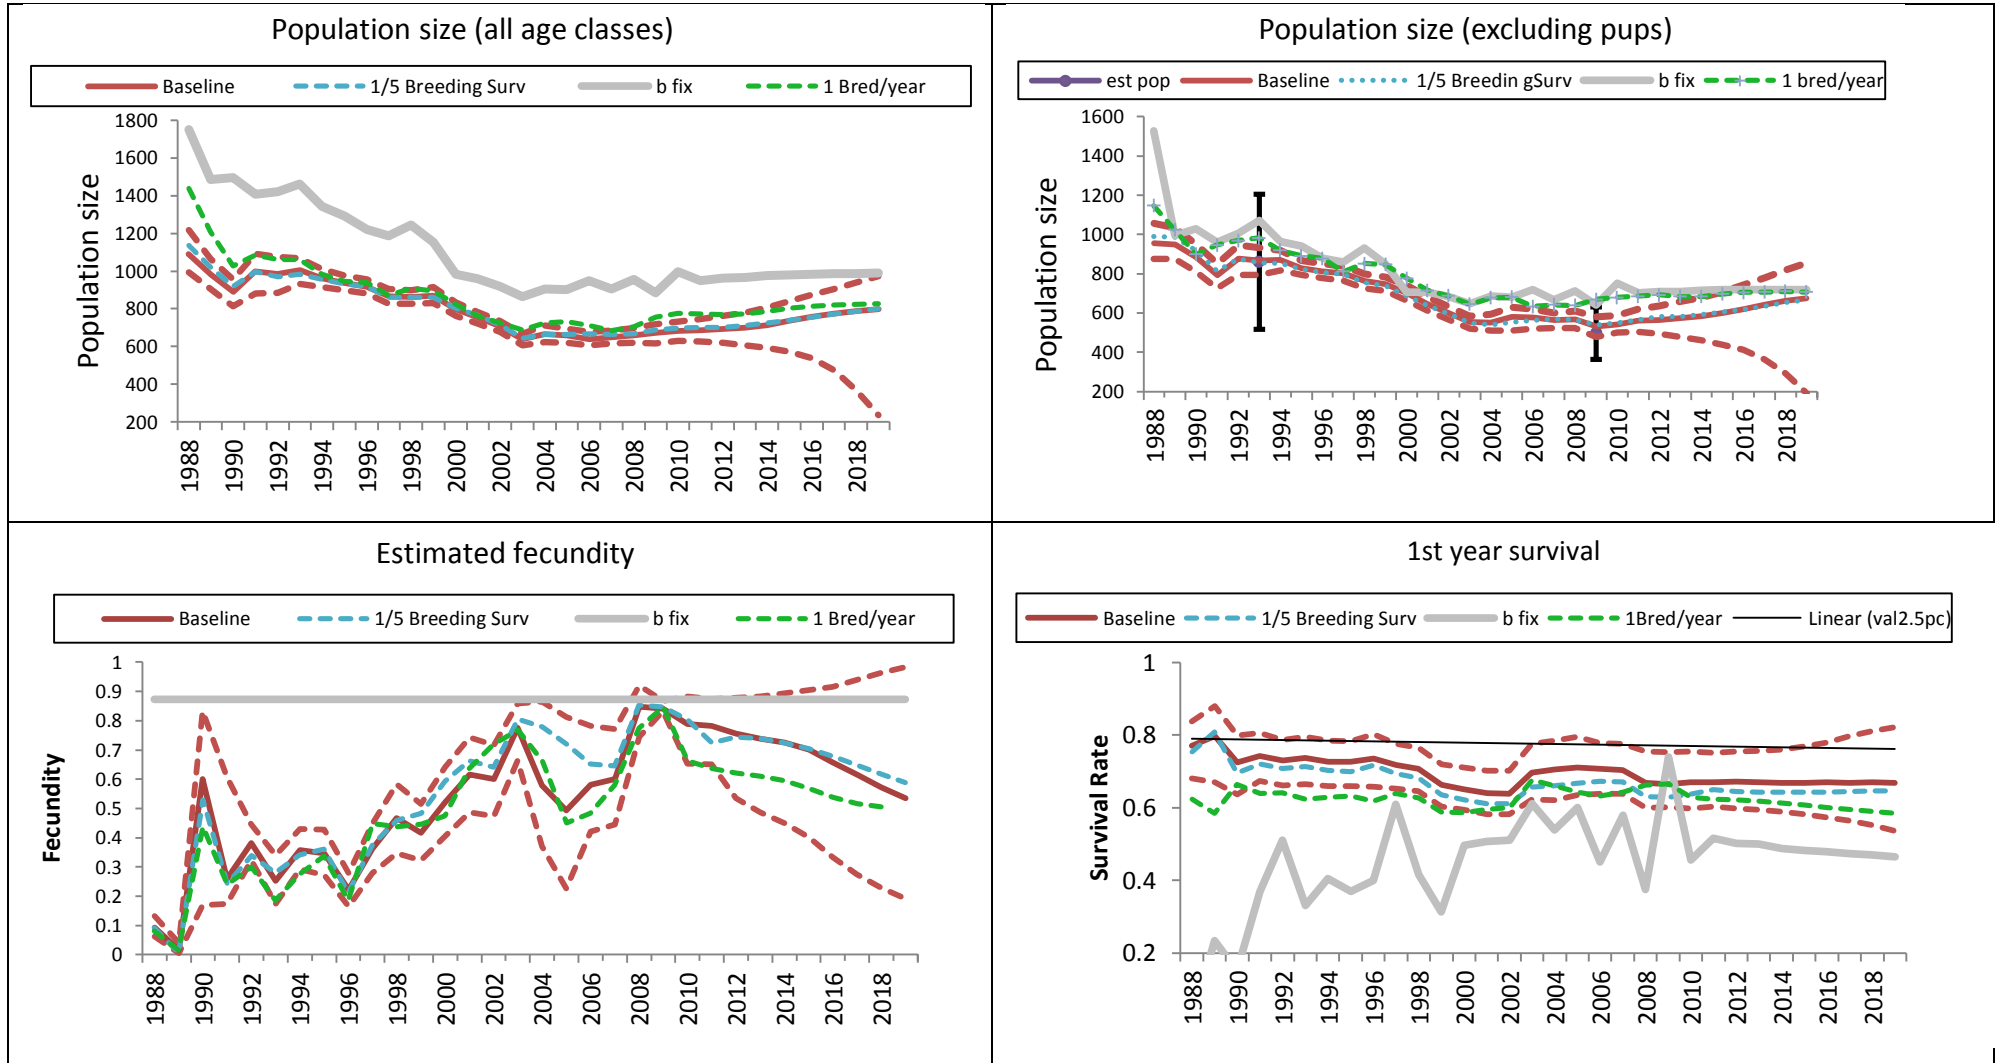 Population size (all age classes)
Baseline 1/5 Breeding Surv b fix 1 Bred/year
Population size
1800
1600
1400
1200
1000
800
600
400
200
1988 1990 1992 1994 1996 1998 2000 2002 2004 2006 2008 2010 2012 2014 2016 2018
Population size (excluding pups)
est pop Baseline 1/5 Breedin gSurv b fix 1 bred/year
Population size
1600
1400
1200
1000
800
600
400
200
1988 1990 1992 1994 1996 1998 2000 2002 2004 2006 2008 2010 2012 2014 2016 2018
Estimated fecundity
Baseline 1/5 Breeding Surv b fix 1 Bred/year
Fecundity
1
0.9
0.8
0.7
0.6
0.5
0.4
0.3
0.2
0.1
0
1988 1990 1992 1994 1996 1998 2000 2002 2004 2006 2008 2010 2012 2014 2016 2018
1st year survival
Baseline 1/5 Breeding Surv b fix 1Bred/year Linear (val2.5pc)
Survival Rate
1
0.8
0.6
0.4
0.2
1988 1990 1992 1994 1996 1998 2000 2002 2004 2006 2008 2010 2012 2014 2016 2018